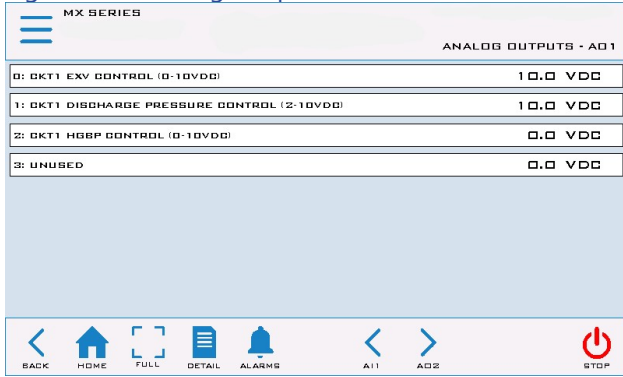 MX SERIES
ANALOG OUTPUTS - AO1
0: CKT1 EXV CONTROL (0-10VDC) 10.0 VDC
1: CKT1 DISCHARGE PRESSURE CONTROL (2-10VDC) 10.0 VDC
2: CKT1 HGBP CONTROL (0-10VDC) 0.0 VDC
3: UNUSED 0.0 VDC
BACK HOME FULL DETAIL ALARMS AI1 AO2 STOP